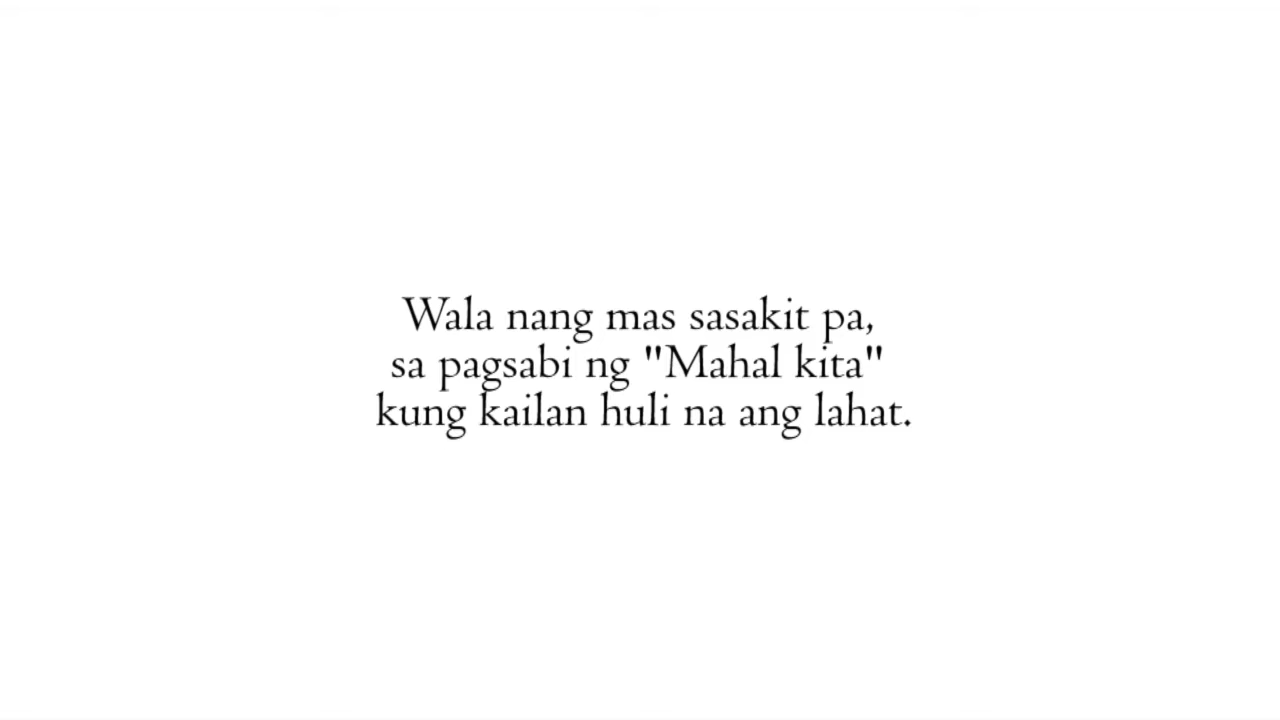 Wala nang mas sasakit pa,
sa pagsabi ng "Mahal kita"
kung kailan huli na ang lahat.